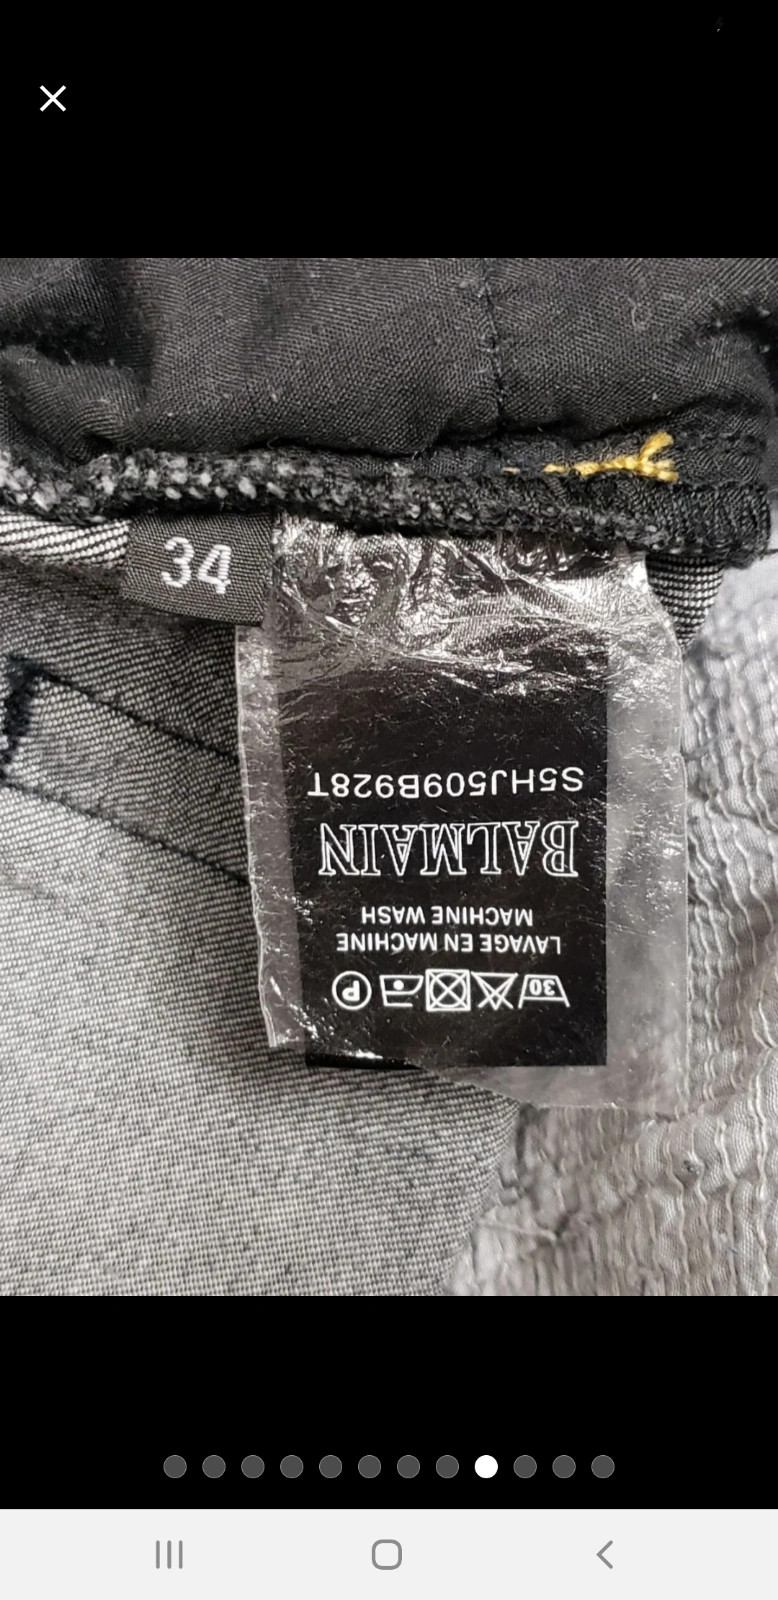 34
S5HJ509B928T
BALMAIN
MACHINE WASH
LAVAGE EN MACHINE
30 P